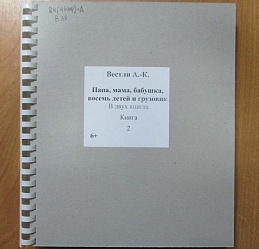 Вестли А.-К.
Папа, мама, бабушка,
восемь детей и грузовик
В двух книгах
Книга
2
6+